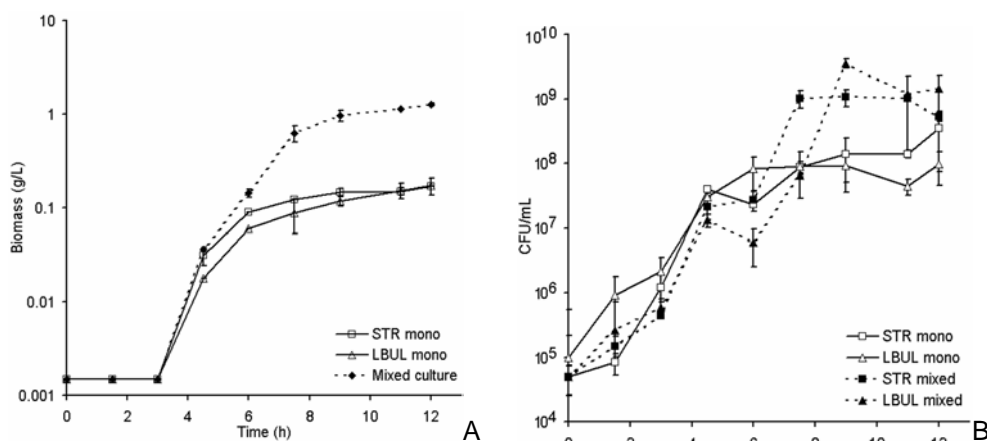 10
1
0.1
0.01
0.001
Biomass (g/L)
0 2 4 6 8 10 12
Time (h)
STR mono
LBUL mono
Mixed culture
A
10^10
10^9
10^8
10^7
10^6
10^5
10^4
CFU/mL
STR mono
LBUL mono
STR mixed
LBUL mixed
B